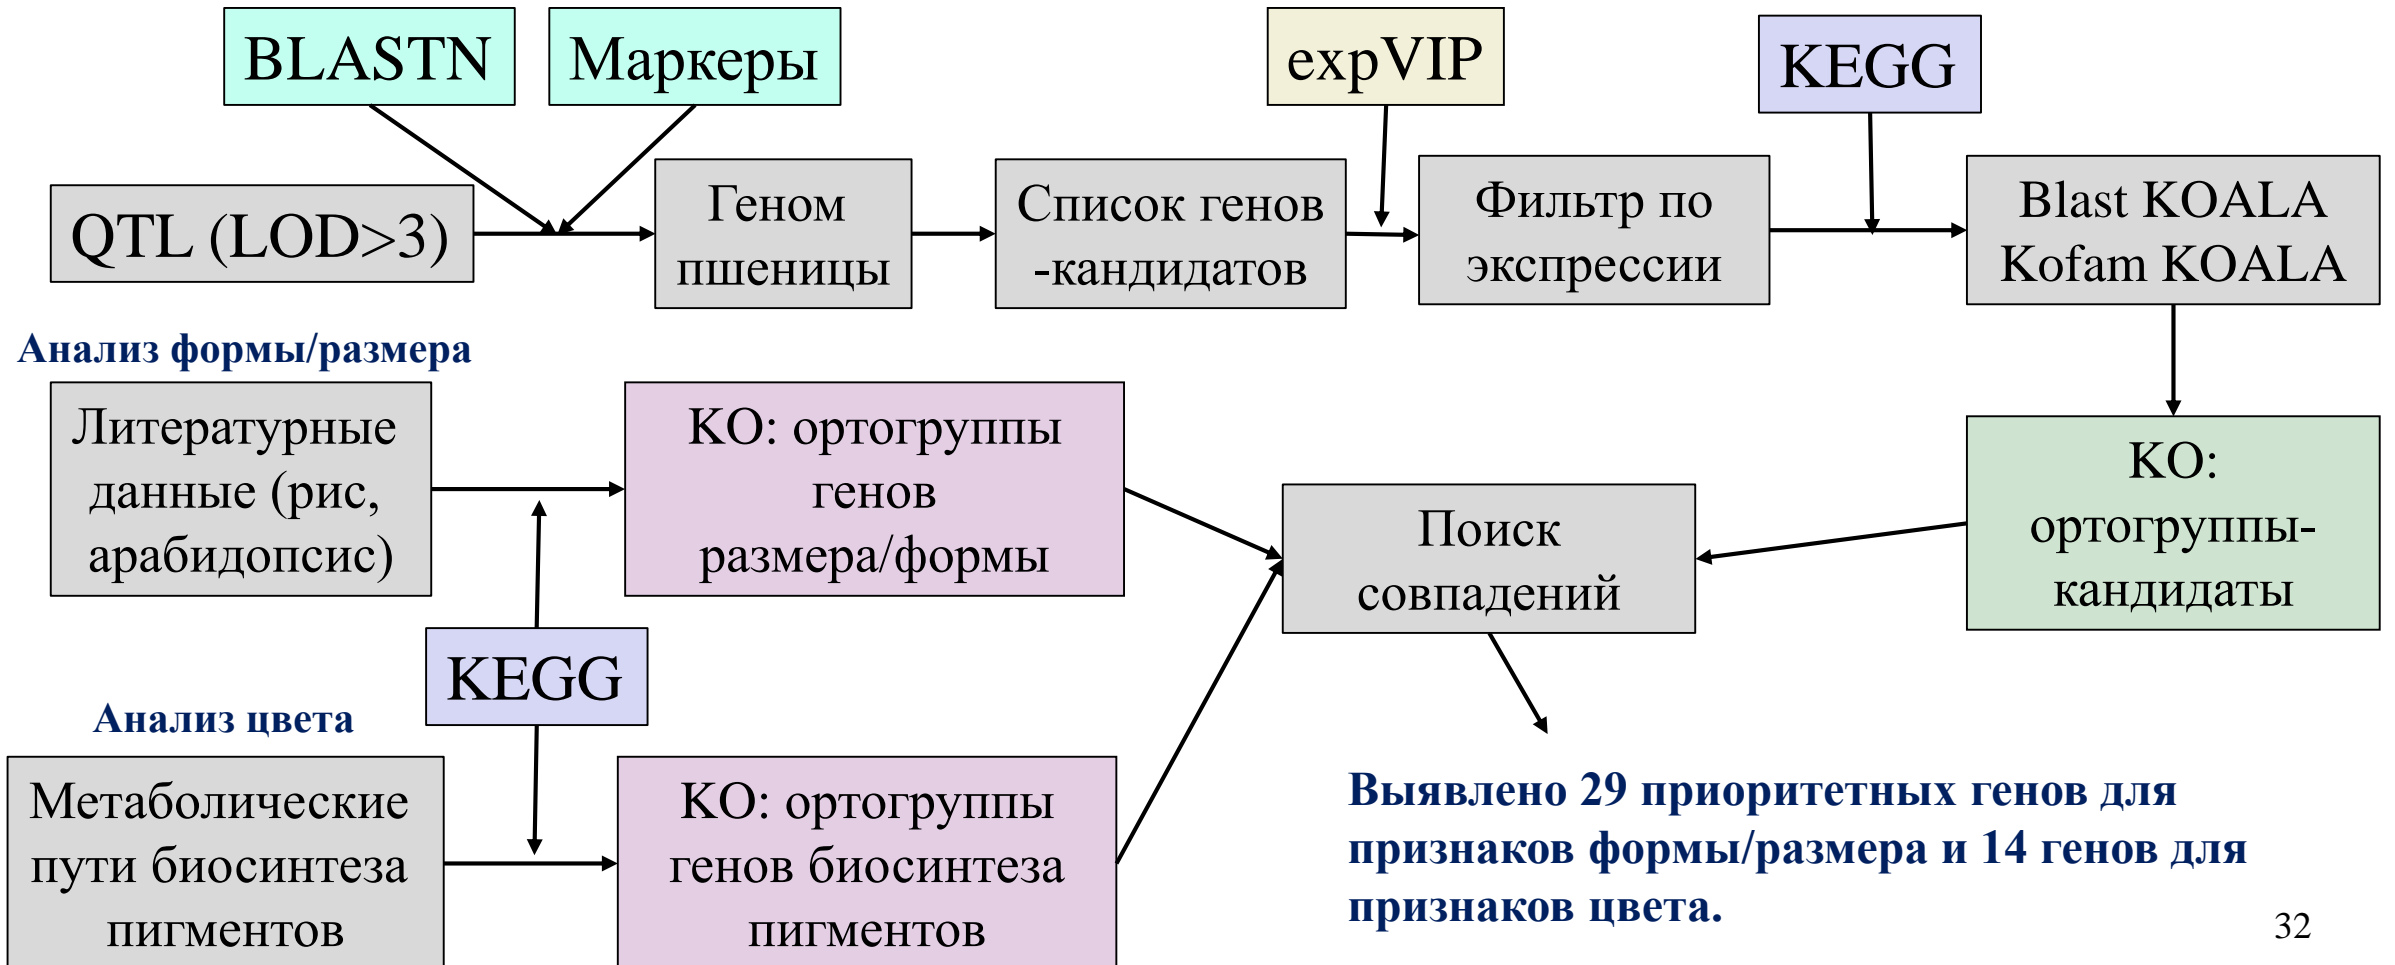 BLASTN
Маркеры
expVIP
KEGG
QTL (LOD>3)
Геном
пшеницы
Список генов
-кандидатов
Фильтр по
экспрессии
Blast KOALA
Kofam KOALA
Анализ формы/размера
Литературные
данные (рис,
арабидопсис)
KO: ортогруппы
генов
размера/формы
Поиск
совпадений
KO:
ортогруппы-
кандидаты
KEGG
Анализ цвета
Метаболические
пути биосинтеза
пигментов
KO: ортогруппы
генов биосинтеза
пигментов
Выявлено 29 приоритетных генов для
признаков формы/размера и 14 генов для
признаков цвета.
32